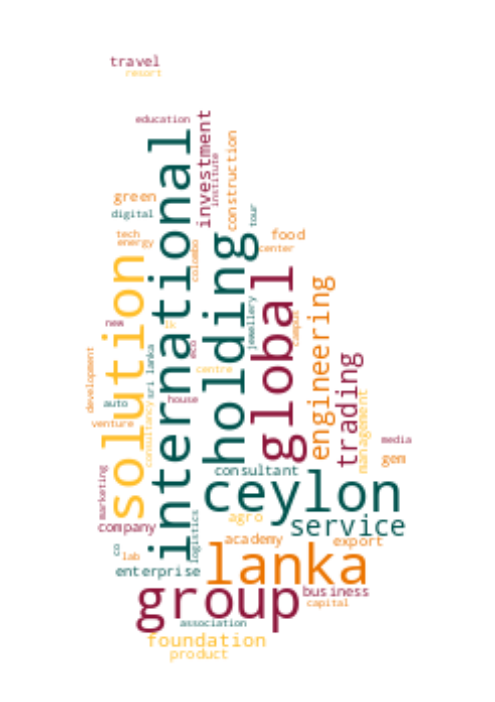 travel
resort
education
international
investment
institute
construction
green
digital
tour
tech
energy
food
center
colombo
holding
solution
global
engineering
jewellery
campus
new
lk
eco
sri lanka
centre
development
auto
house
venture
consultancy
trading
management
media
gem
consultant
marketing
ceylon
company
logistics
agro
service
co
lab
academy
export
enterprise
lanka
group
business
capital
association
foundation
product